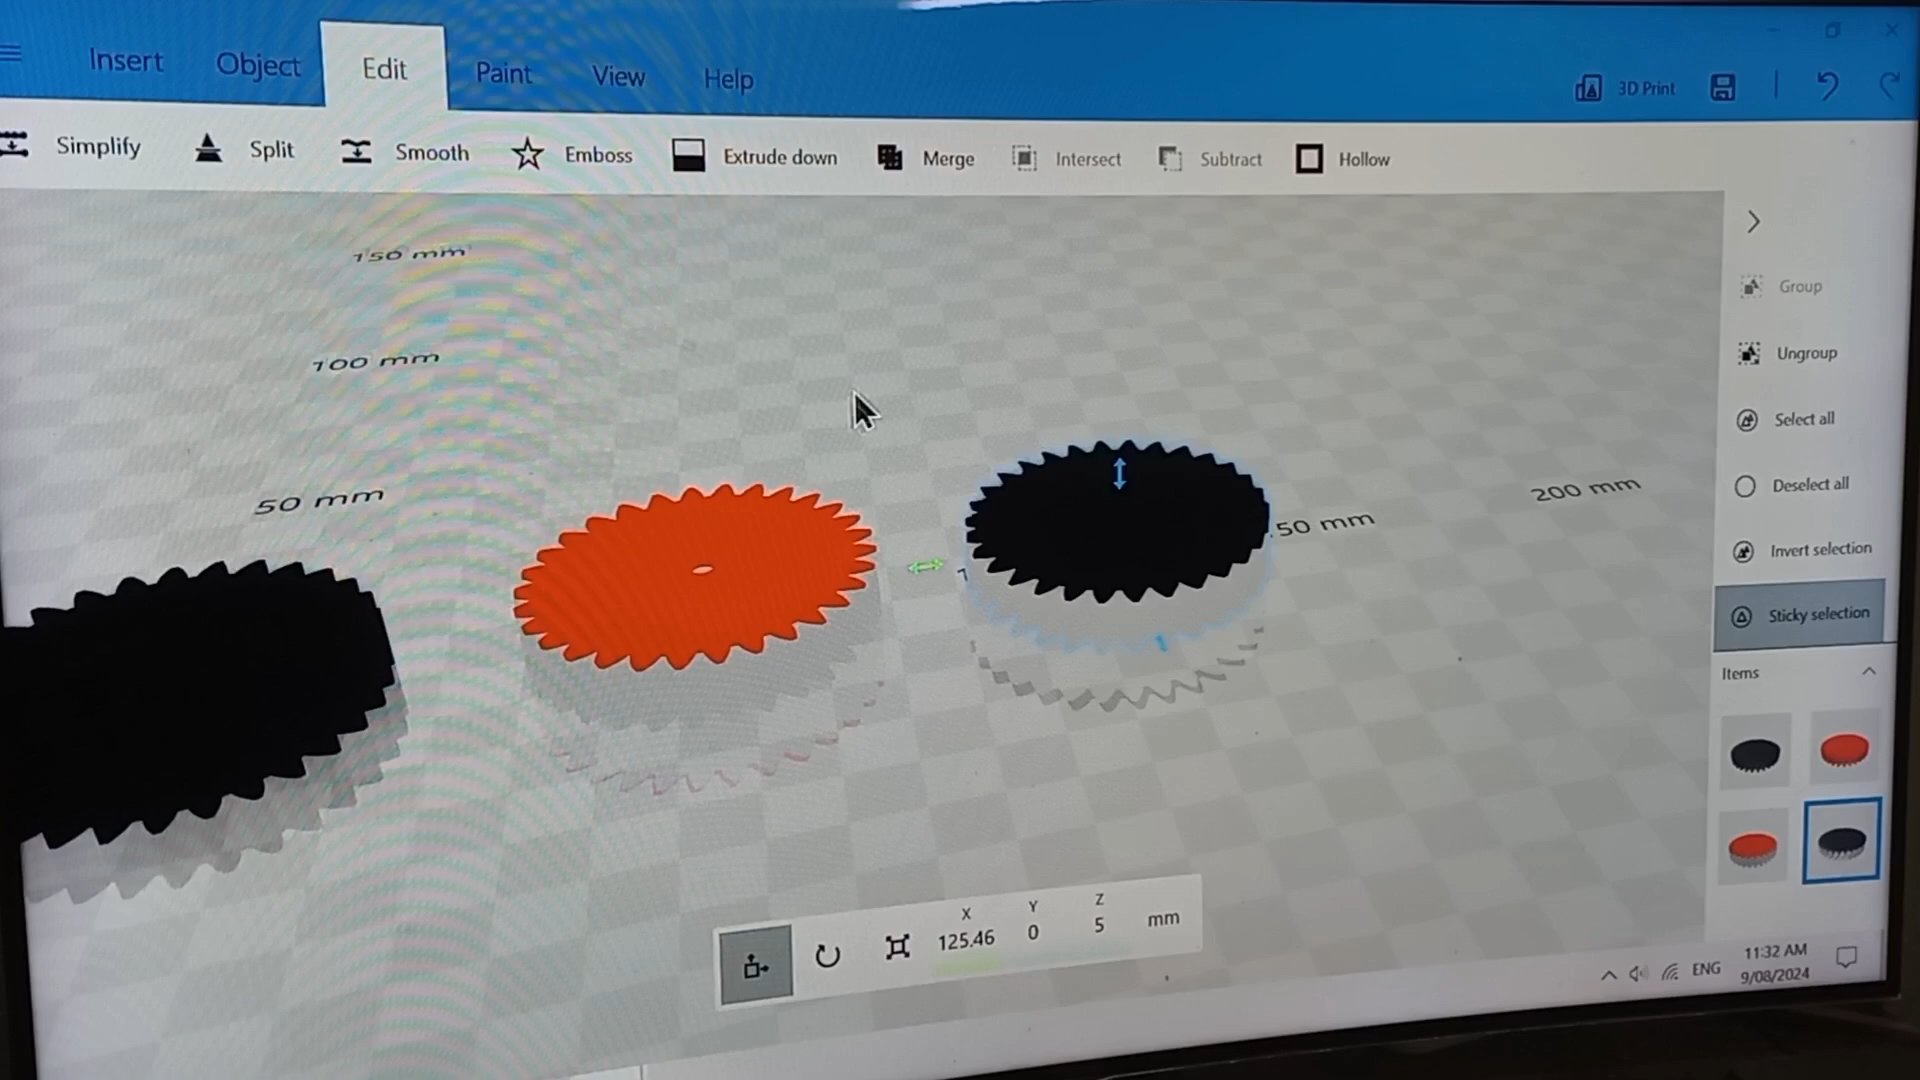 Insert Object Edit Paint View Help
3D Print
Simplify Split Smooth Emboss Extrude down Merge Intersect Subtract Hollow
150 mm
100 mm
50 mm
50 mm
200 mm
Group
Ungroup
Select all
Deselect all
Invert selection
Sticky selection
Items
X Y Z
125.46 0 5 mm
ENG
11:32 AM
9/08/2024